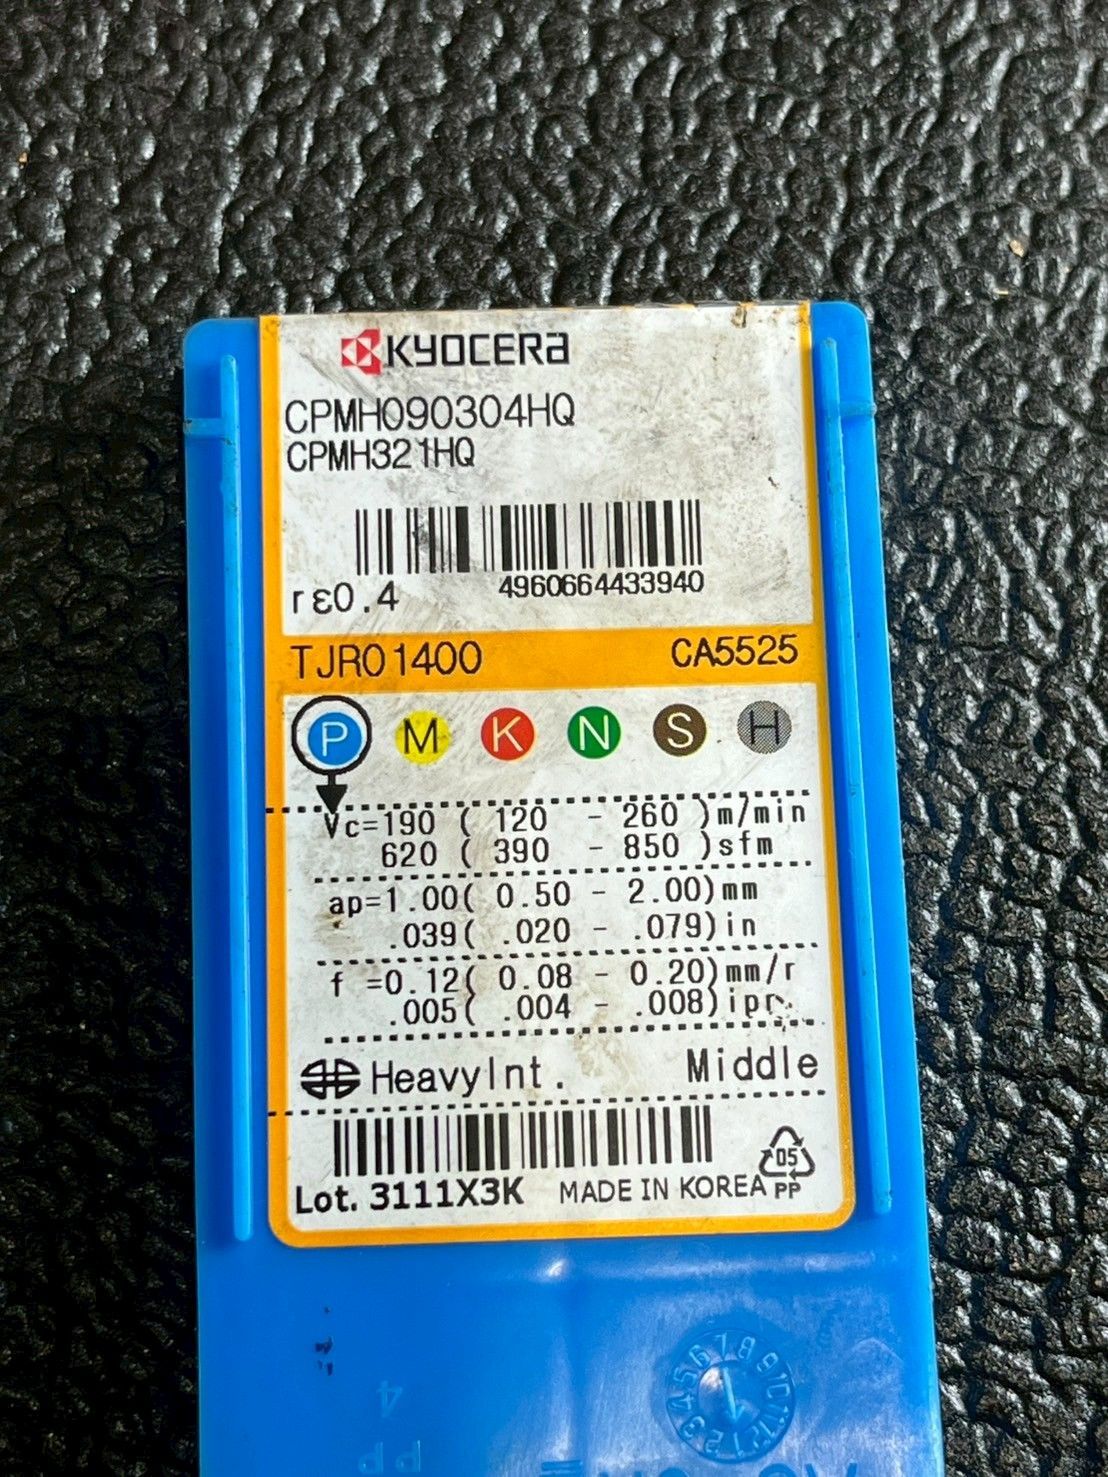 KYOCERA
CPMH090304HQ
CPMH321HQ
rε0.4
4960664433940
TJR01400 CA5525
P M K N S H
Vc=190 ( 120 - 260 )m/min
620 ( 390 - 850 )sfm
ap=1.00( 0.50 - 2.00)mm
.039( .020 - .079)in
f =0.12( 0.08 - 0.20)mm/r
.005( .004 - .008)ipr
HeavyInt. Middle
05
Lot. 3111X3K MADE IN KOREA PP
4
PP